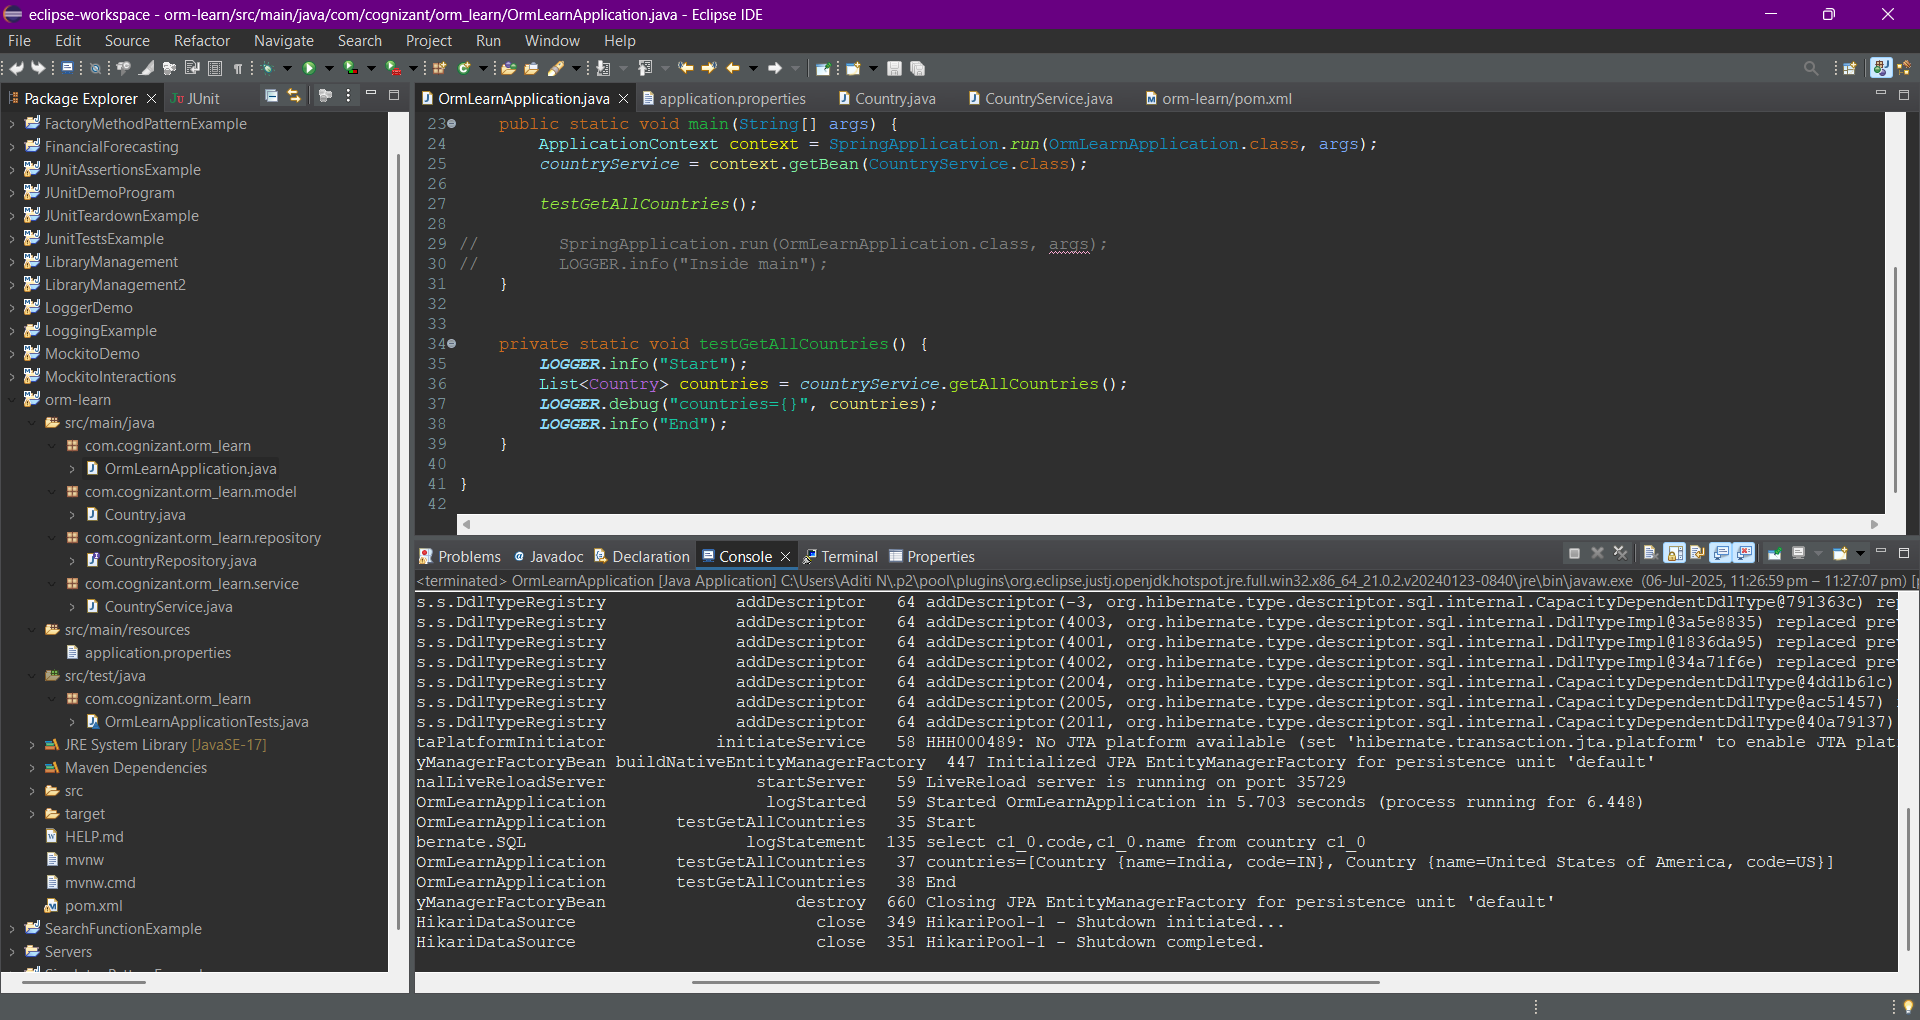 eclipse-workspace - orm-learn/src/main/java/com/cognizant/orm_learn/OrmLearnApplication.java - Eclipse IDE
File Edit Source Refactor Navigate Search Project Run Window Help
Package Explorer
JUnit
FactoryMethodPatternExample
FinancialForecasting
JUnitAssertionsExample
JUnitDemoProgram
JUnitTeardownExample
JunitTestsExample
LibraryManagement
LibraryManagement2
LoggerDemo
LoggingExample
MockitoDemo
MockitoInteractions
orm-learn
src/main/java
com.cognizant.orm_learn
OrmLearnApplication.java
com.cognizant.orm_learn.model
Country.java
com.cognizant.orm_learn.repository
CountryRepository.java
com.cognizant.orm_learn.service
CountryService.java
src/main/resources
application.properties
src/test/java
com.cognizant.orm_learn
OrmLearnApplicationTests.java
JRE System Library [JavaSE-17]
Maven Dependencies
src
target
HELP.md
mvnw
mvnw.cmd
pom.xml
SearchFunctionExample
Servers
OrmLearnApplication.java application.properties Country.java CountryService.java orm-learn/pom.xml
23 public static void main(String[] args) {
24 ApplicationContext context = SpringApplication.run(OrmLearnApplication.class, args);
25 countryService = context.getBean(CountryService.class);
26
27 testGetAllCountries();
28
29 // SpringApplication.run(OrmLearnApplication.class, args);
30 // LOGGER.info("Inside main");
31 }
32
33
34 private static void testGetAllCountries() {
35 LOGGER.info("Start");
36 List<Country> countries = countryService.getAllCountries();
37 LOGGER.debug("countries={}", countries);
38 LOGGER.info("End");
39 }
40
41 }
42
Problems Javadoc Declaration Console Terminal Properties
<terminated> OrmLearnApplication [Java Application] C:\Users\Aditi N\.p2\pool\plugins\org.eclipse.justj.openjdk.hotspot.jre.full.win32.x86_64_21.0.2.v20240123-0840\jre\bin\javaw.exe (06-Jul-2025, 11:26:59 pm – 11:27:07 pm) [
s.s.DdlTypeRegistry addDescriptor 64 addDescriptor(-3, org.hibernate.type.descriptor.sql.internal.CapacityDependentDdlType@791363c) re
s.s.DdlTypeRegistry addDescriptor 64 addDescriptor(4003, org.hibernate.type.descriptor.sql.internal.DdlTypeImpl@3a5e8835) replaced pre
s.s.DdlTypeRegistry addDescriptor 64 addDescriptor(4001, org.hibernate.type.descriptor.sql.internal.DdlTypeImpl@1836da95) replaced pre
s.s.DdlTypeRegistry addDescriptor 64 addDescriptor(4002, org.hibernate.type.descriptor.sql.internal.DdlTypeImpl@34a71f6e) replaced pre
s.s.DdlTypeRegistry addDescriptor 64 addDescriptor(2004, org.hibernate.type.descriptor.sql.internal.CapacityDependentDdlType@4dd1b61c)
s.s.DdlTypeRegistry addDescriptor 64 addDescriptor(2005, org.hibernate.type.descriptor.sql.internal.CapacityDependentDdlType@ac51457)
s.s.DdlTypeRegistry addDescriptor 64 addDescriptor(2011, org.hibernate.type.descriptor.sql.internal.CapacityDependentDdlType@40a79137)
taPlatformInitiator initiateService 58 HHH000489: No JTA platform available (set 'hibernate.transaction.jta.platform' to enable JTA plat
yManagerFactoryBean buildNativeEntityManagerFactory 447 Initialized JPA EntityManagerFactory for persistence unit 'default'
nalLiveReloadServer startServer 59 LiveReload server is running on port 35729
OrmLearnApplication logStarted 59 Started OrmLearnApplication in 5.703 seconds (process running for 6.448)
OrmLearnApplication testGetAllCountries 35 Start
bernate.SQL logStatement 135 select c1_0.code,c1_0.name from country c1_0
OrmLearnApplication testGetAllCountries 37 countries=[Country {name=India, code=IN}, Country {name=United States of America, code=US}]
OrmLearnApplication testGetAllCountries 38 End
yManagerFactoryBean destroy 660 Closing JPA EntityManagerFactory for persistence unit 'default'
HikariDataSource close 349 HikariPool-1 - Shutdown initiated...
HikariDataSource close 351 HikariPool-1 - Shutdown completed.